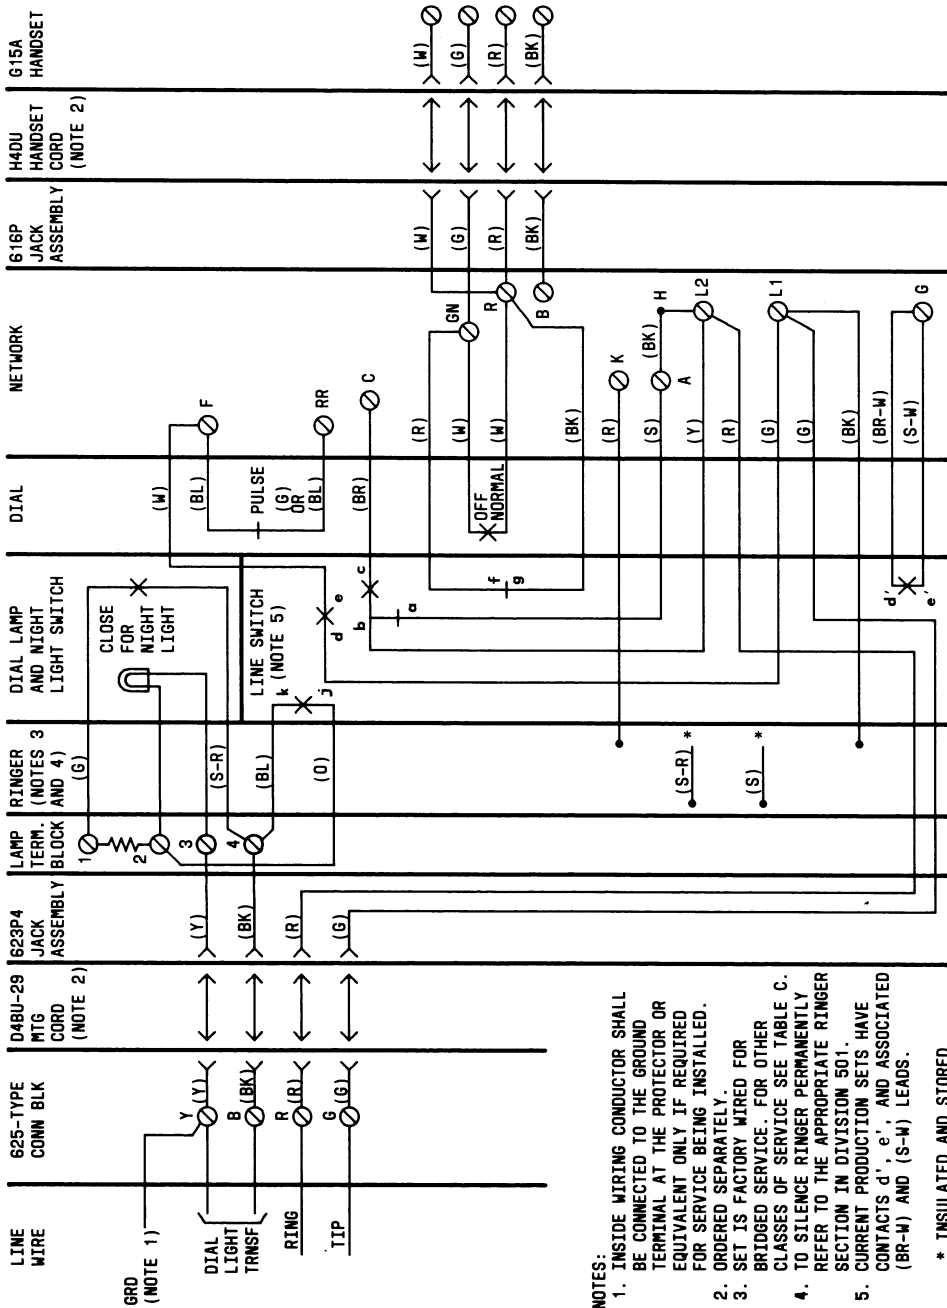 LINE
WIRE
625-TYPE
CONN BLK
D4BU-29
MTG
CORD
(NOTE 2)
623P4
JACK
ASSEMBLY
LAMP
TERM.
BLOCK
RINGER
(NOTES 3
AND 4)
DIAL LAMP
AND NIGHT
LIGHT SWITCH
DIAL
NETWORK
616P
JACK
ASSEMBLY
H4DU
HANDSET
CORD
(NOTE 2)
G15A
HANDSET
GRD
(NOTE 1)
DIAL
LIGHT
TRNSF
RING
TIP
Y
(Y)
B
(BK)
R
(R)
G
(G)
(Y)
(BK)
(R)
(G)
1
2
3
4
(G)
(S-R)
(BL)
(O)
CLOSE
FOR
NIGHT
LIGHT
LINE SWITCH
(NOTE 5)
k
j
d
e
b
c
a
f
g
d'
e'
(S-R) *
(S) *
(W)
(BL)
PULSE
(G)
OR
(BL)
(BR)
OFF
NORMAL
F
RR
C
(R)
(W)
(W)
(BK)
GN
R
B
(R)
K
(S)
A
(BK)
H
(Y)
L2
(R)
(G)
L1
(G)
(BK)
(BR-W)
(S-W)
G
(W)
(G)
(R)
(BK)
(W)
(G)
(R)
(BK)
NOTES:
1. INSIDE WIRING CONDUCTOR SHALL
BE CONNECTED TO THE GROUND
TERMINAL AT THE PROTECTOR OR
EQUIVALENT ONLY IF REQUIRED
FOR SERVICE BEING INSTALLED.
2. ORDERED SEPARATELY.
3. SET IS FACTORY WIRED FOR
BRIDGED SERVICE. FOR OTHER
CLASSES OF SERVICE SEE TABLE C.
4. TO SILENCE RINGER PERMANENTLY
REFER TO THE APPROPRIATE RINGER
SECTION IN DIVISION 501.
5. CURRENT PRODUCTION SETS HAVE
CONTACTS d', e', AND ASSOCIATED
(BR-W) AND (S-W) LEADS.
* INSULATED AND STORED